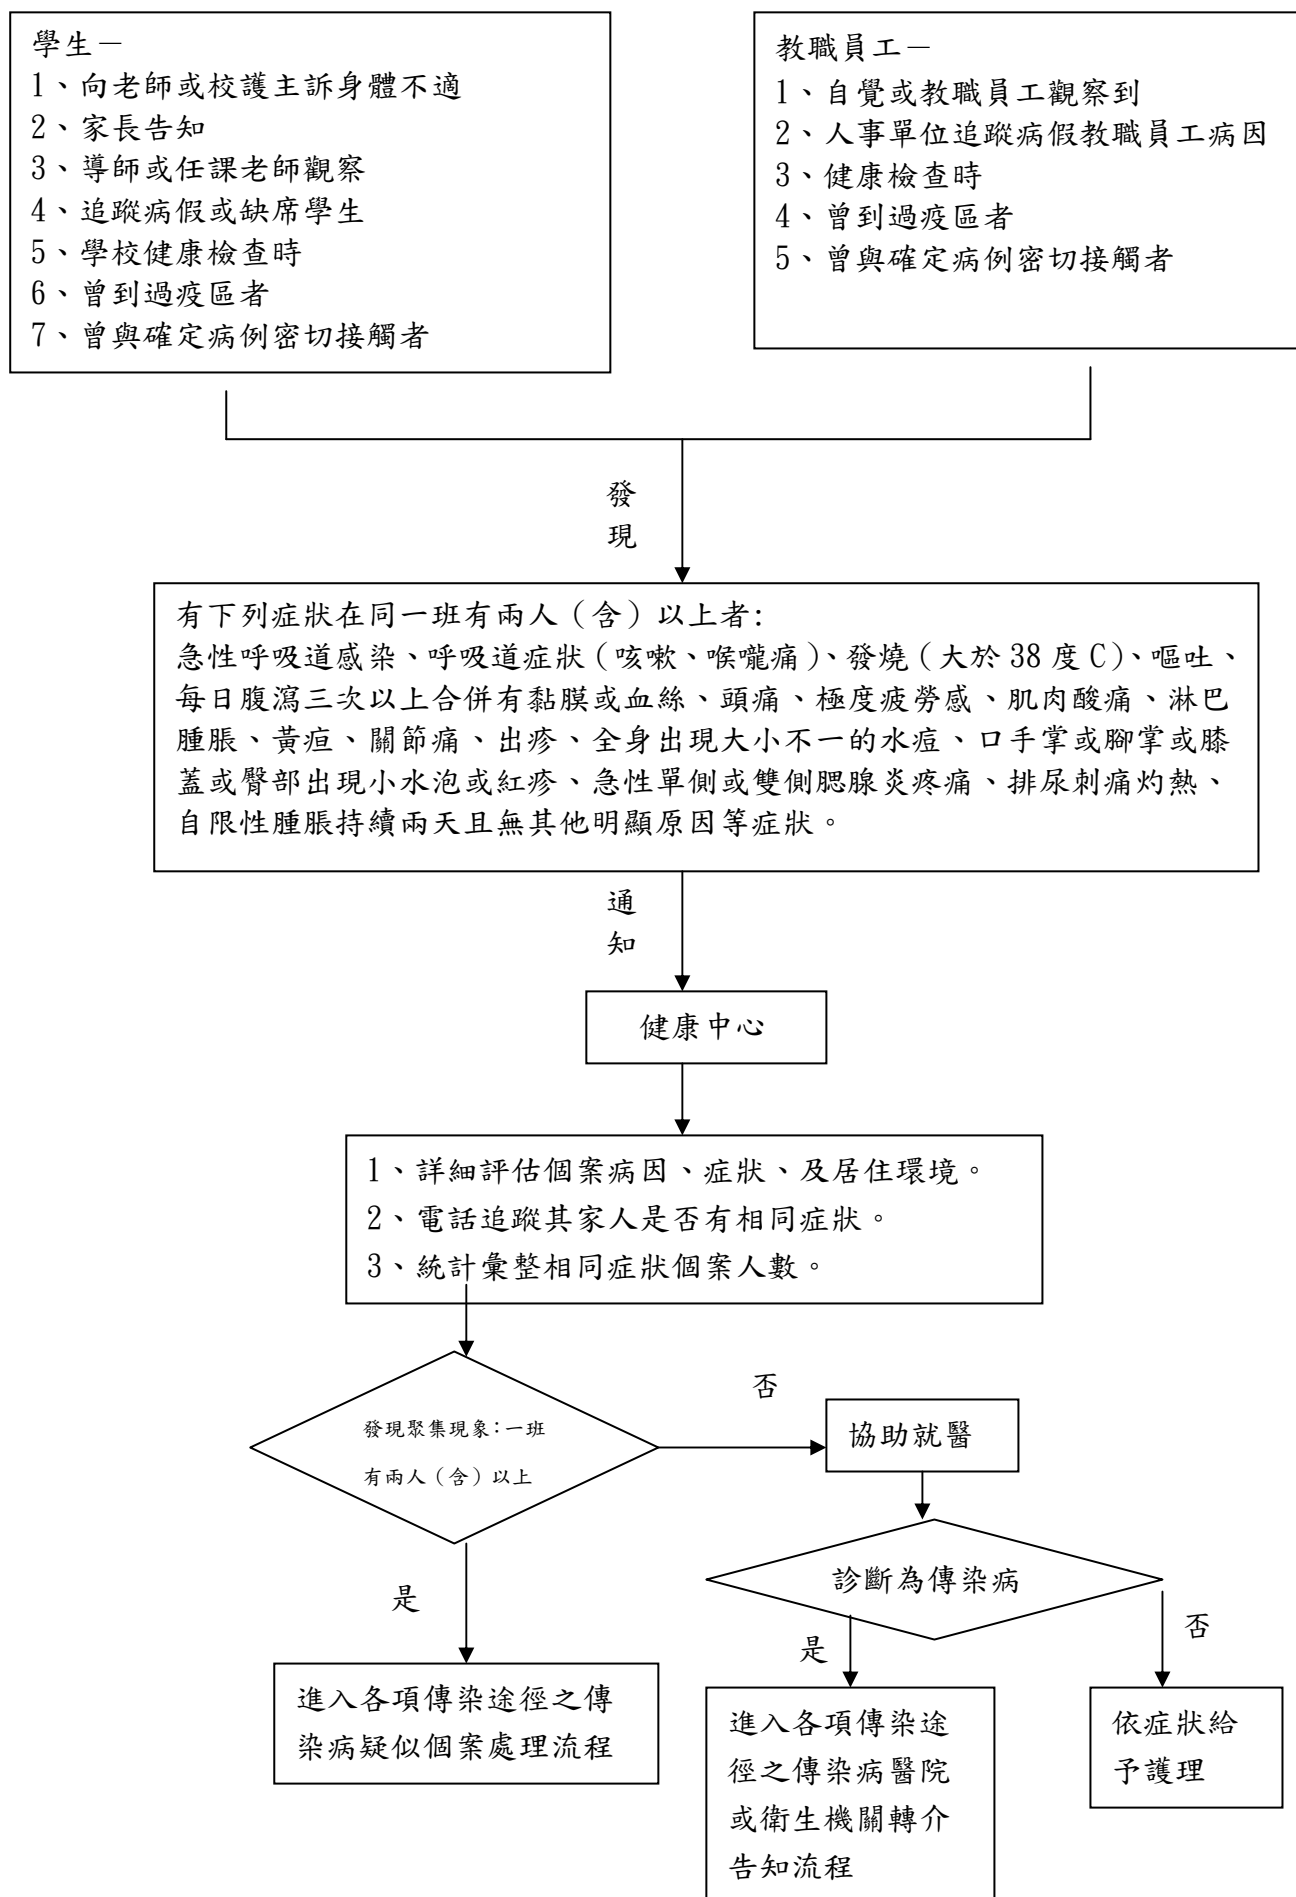 學生－
1、向老師或校護主訴身體不適
2、家長告知
3、導師或任課老師觀察
4、追蹤病假或缺席學生
5、學校健康檢查時
6、曾到過疫區者
7、曾與確定病例密切接觸者
教職員工－
1、自覺或教職員工觀察到
2、人事單位追蹤病假教職員工病因
3、健康檢查時
4、曾到過疫區者
5、曾與確定病例密切接觸者
發
現
有下列症狀在同一班有兩人（含）以上者：
急性呼吸道感染、呼吸道症狀（咳嗽、喉嚨痛）、發燒（大於 38 度 C）、嘔吐、
每日腹瀉三次以上合併有黏膜或血絲、頭痛、極度疲勞感、肌肉酸痛、淋巴
腫脹、黃疸、關節痛、出疹、全身出現大小不一的水痘、口手掌或腳掌或膝
蓋或臀部出現小水泡或紅疹、急性單側或雙側腮腺炎疼痛、排尿刺痛灼熱、
自限性腫脹持續兩天且無其他明顯原因等症狀。
通
知
健康中心
1、詳細評估個案病因、症狀、及居住環境。
2、電話追蹤其家人是否有相同症狀。
3、統計彙整相同症狀個案人數。
發現聚集現象：一班
有兩人（含）以上
否
協助就醫
診斷為傳染病
是
是
否
進入各項傳染途徑之傳
染病疑似個案處理流程
進入各項傳染途
徑之傳染病醫院
或衛生機關轉介
告知流程
依症狀給
予護理